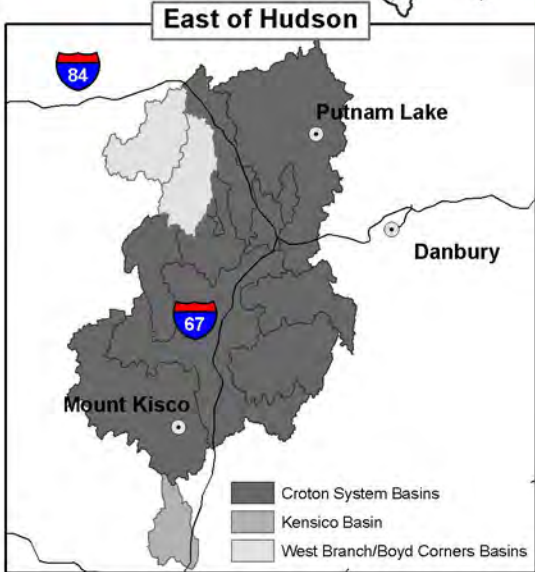 East of Hudson
84
Putnam Lake
Danbury
67
Mount Kisco
Croton System Basins
Kensico Basin
West Branch/Boyd Corners Basins